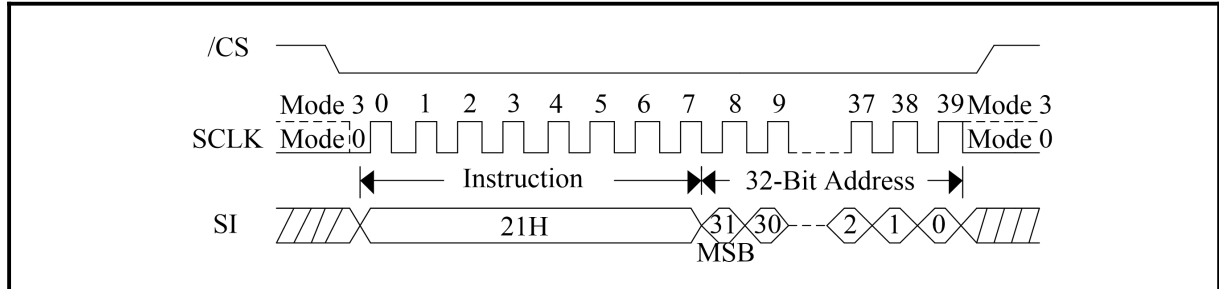 /CS
Mode 3 0 1 2 3 4 5 6 7 8 9 37 38 39 Mode 3
SCLK Mode 0 Mode 0
Instruction 32-Bit Address
SI 21H 31 30 2 1 0
MSB